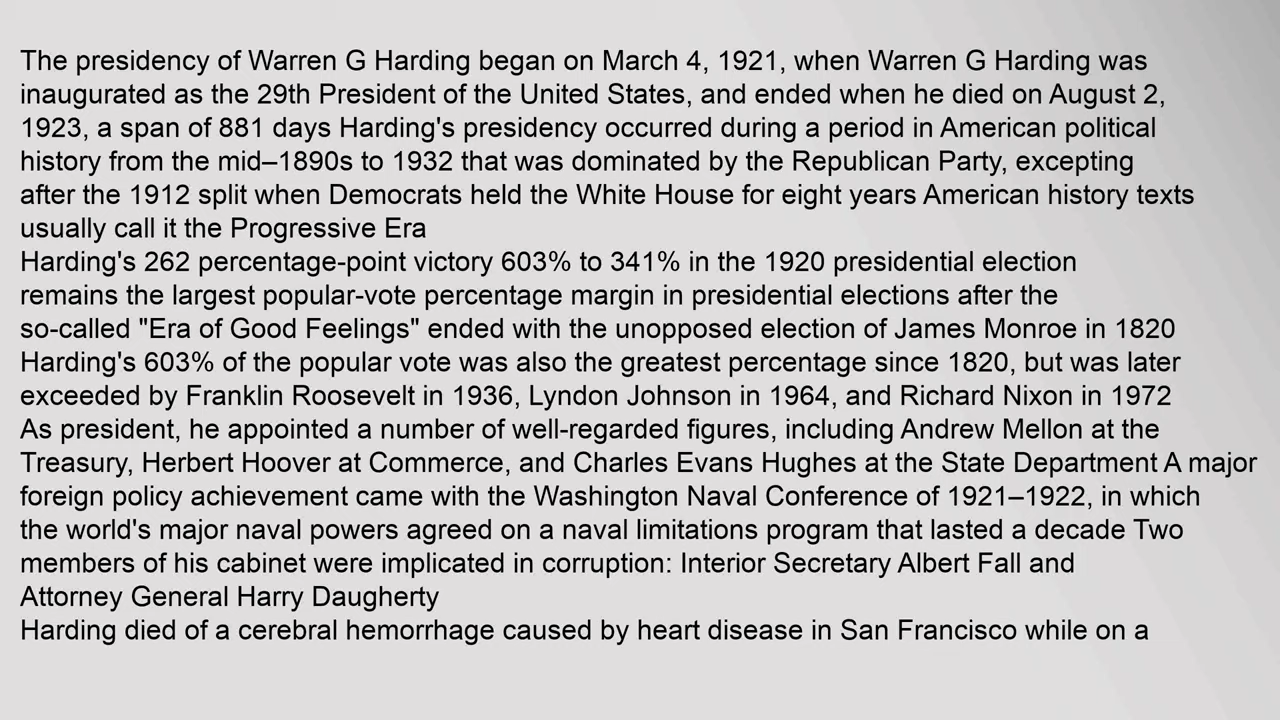 The presidency of Warren G Harding began on March 4, 1921, when Warren G Harding was
inaugurated as the 29th President of the United States, and ended when he died on August 2,
1923, a span of 881 days Harding's presidency occurred during a period in American political
history from the mid–1890s to 1932 that was dominated by the Republican Party, excepting
after the 1912 split when Democrats held the White House for eight years American history texts
usually call it the Progressive Era
Harding's 262 percentage-point victory 603% to 341% in the 1920 presidential election
remains the largest popular-vote percentage margin in presidential elections after the
so-called "Era of Good Feelings" ended with the unopposed election of James Monroe in 1820
Harding's 603% of the popular vote was also the greatest percentage since 1820, but was later
exceeded by Franklin Roosevelt in 1936, Lyndon Johnson in 1964, and Richard Nixon in 1972
As president, he appointed a number of well-regarded figures, including Andrew Mellon at the
Treasury, Herbert Hoover at Commerce, and Charles Evans Hughes at the State Department A major
foreign policy achievement came with the Washington Naval Conference of 1921–1922, in which
the world's major naval powers agreed on a naval limitations program that lasted a decade Two
members of his cabinet were implicated in corruption: Interior Secretary Albert Fall and
Attorney General Harry Daugherty
Harding died of a cerebral hemorrhage caused by heart disease in San Francisco while on a